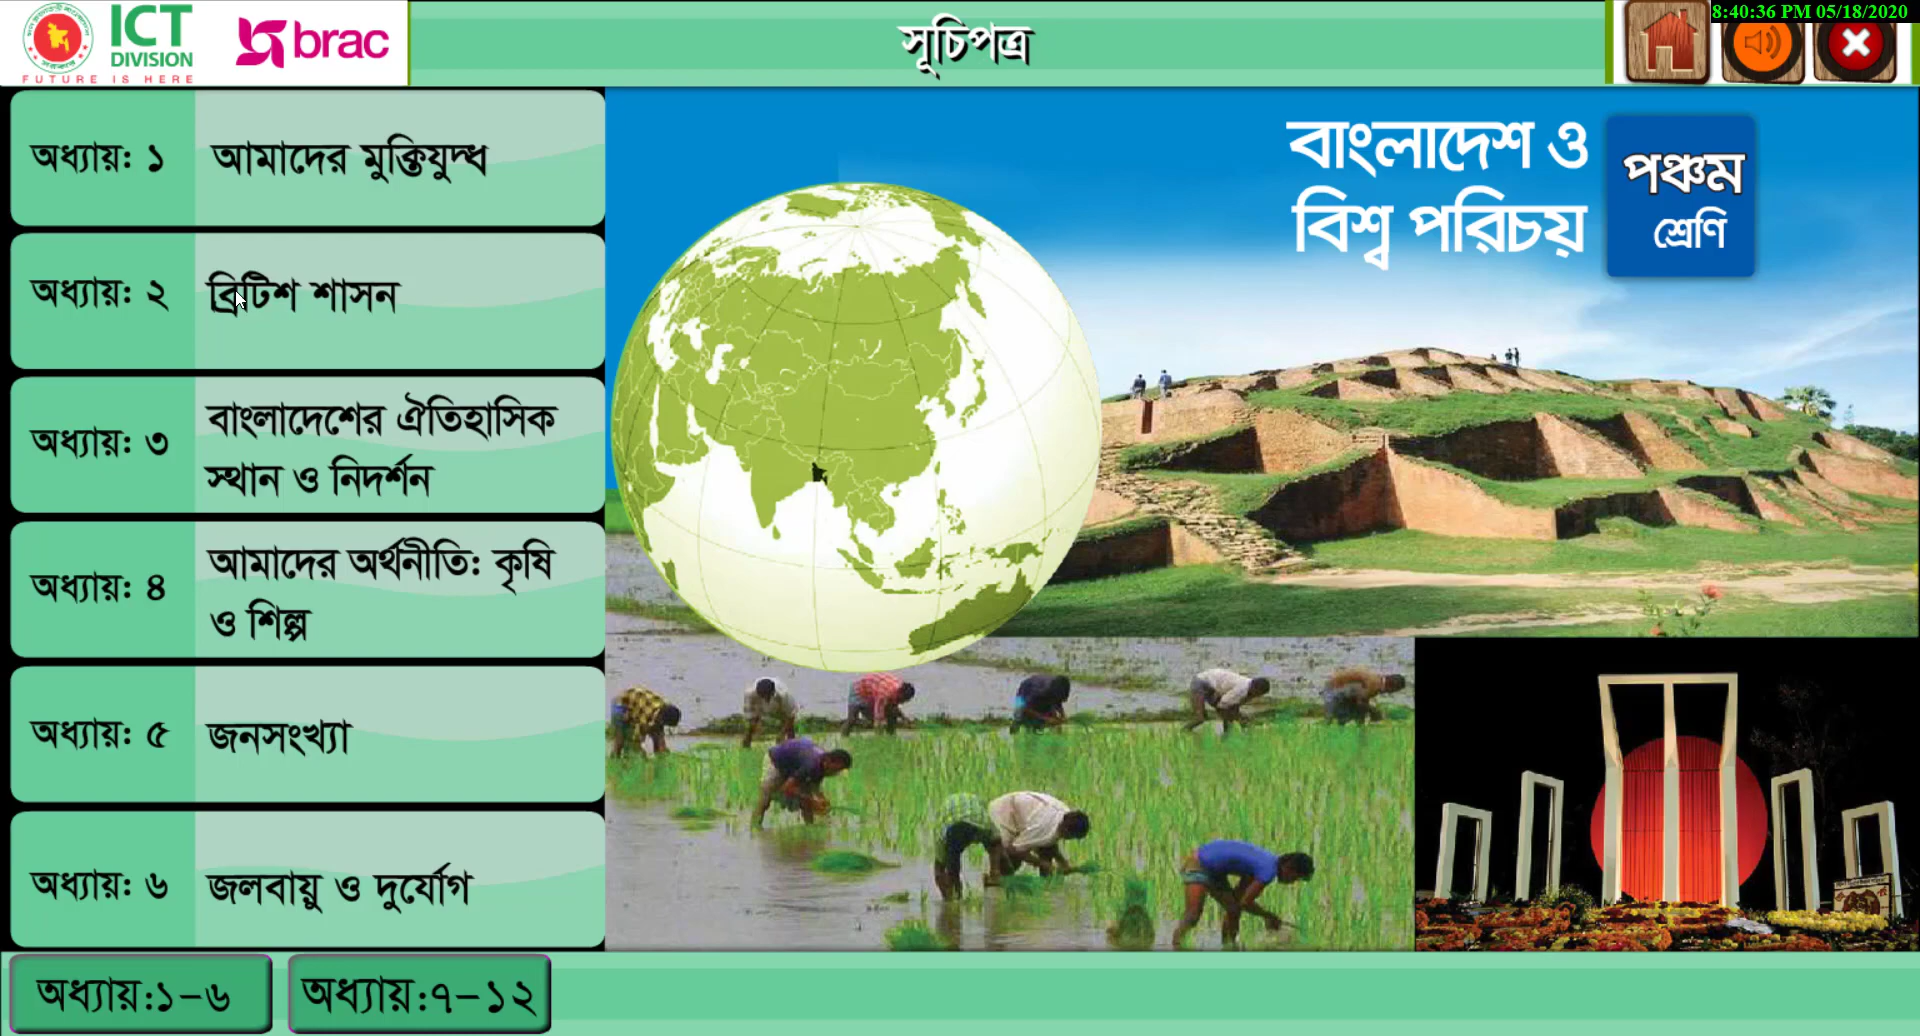 ICT
DIVISION
FUTURE IS HERE
brac
সূচিপত্র
8:40:36 PM 05/18/2020
অধ্যায়: ১
আমাদের মুক্তিযুদ্ধ
অধ্যায়: ২
ব্রিটিশ শাসন
অধ্যায়: ৩
বাংলাদেশের ঐতিহাসিক
স্থান ও নিদর্শন
অধ্যায়: ৪
আমাদের অর্থনীতি: কৃষি
ও শিল্প
অধ্যায়: ৫
জনসংখ্যা
অধ্যায়: ৬
জলবায়ু ও দুর্যোগ
বাংলাদেশ ও
বিশ্ব পরিচয়
পঞ্চম
শ্রেণি
অধ্যায়:১-৬
অধ্যায়:৭-১২